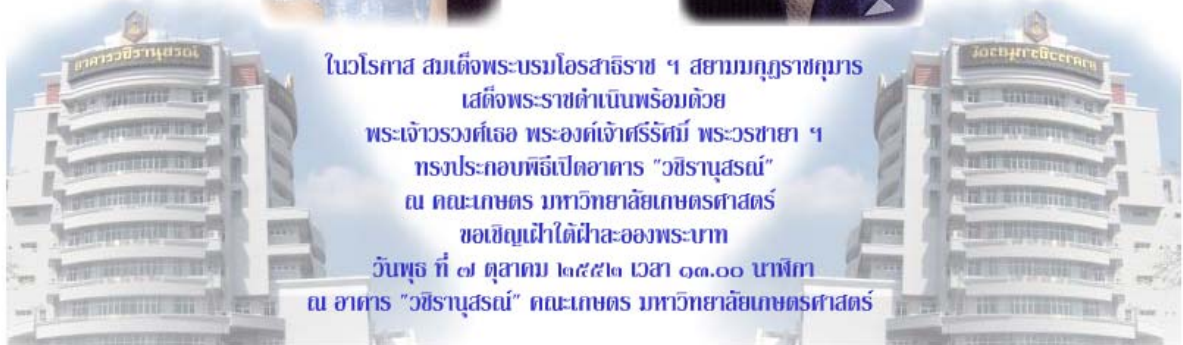 อาคารวชิรานุสรณ์
ในวโรกาส สมเด็จพระบรมโอรสาธิราช ฯ สยามมกุฎราชกุมาร
เสด็จพระราชดำเนินพร้อมด้วย
พระเจ้าวรวงศ์เธอ พระองค์เจ้าศรีรัศมิ์ พระวรชายา ฯ
ทรงประกอบพิธีเปิดอาคาร "วชิรานุสรณ์"
ณ คณะเกษตร มหาวิทยาลัยเกษตรศาสตร์
ขอเชิญเฝ้าใต้ฝ่าละอองพระบาท
วันพุธ ที่ ๗ ตุลาคม ๒๕๕๒ เวลา ๑๓.๐๐ นาฬิกา
ณ อาคาร "วชิรานุสรณ์" คณะเกษตร มหาวิทยาลัยเกษตรศาสตร์